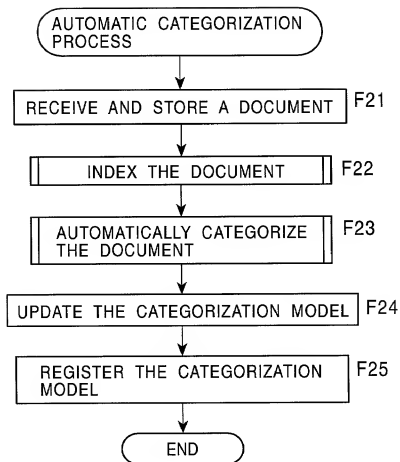 AUTOMATIC CATEGORIZATION
PROCESS
RECEIVE AND STORE A DOCUMENT F21
INDEX THE DOCUMENT F22
AUTOMATICALLY CATEGORIZE F23
THE DOCUMENT
UPDATE THE CATEGORIZATION MODEL F24
REGISTER THE CATEGORIZATION F25
MODEL
END